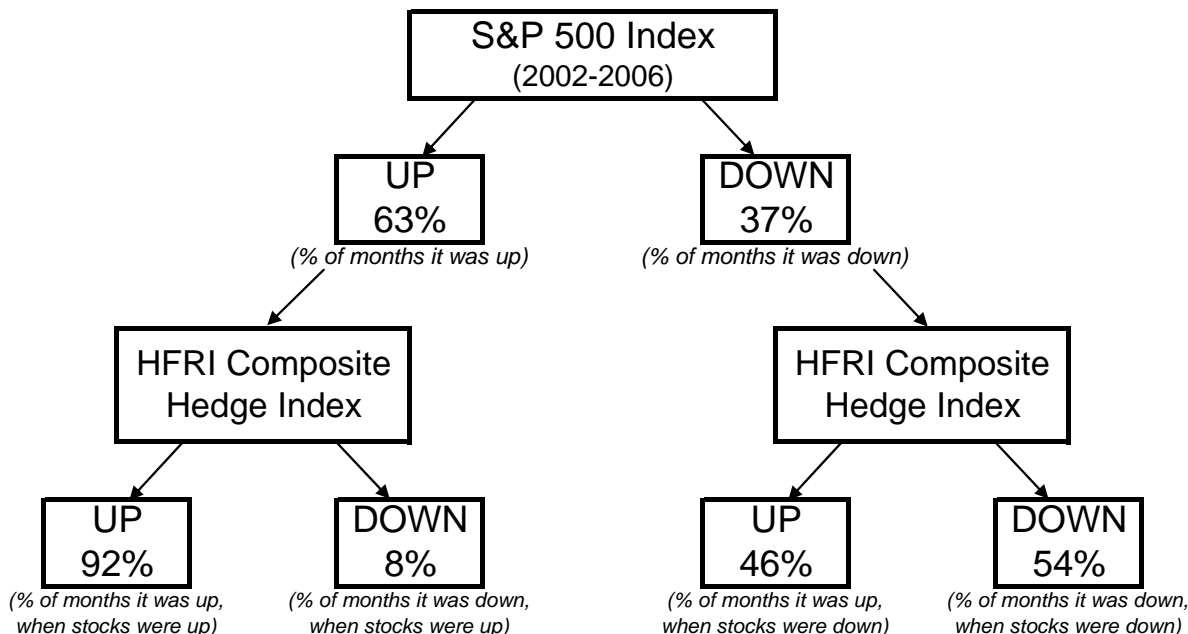 S&P 500 Index
(2002-2006)
UP
63%
(% of months it was up)
DOWN
37%
(% of months it was down)
HFRI Composite
Hedge Index
HFRI Composite
Hedge Index
UP
92%
(% of months it was up,
when stocks were up)
DOWN
8%
(% of months it was down,
when stocks were up)
UP
46%
(% of months it was up,
when stocks were down)
DOWN
54%
(% of months it was down,
when stocks were down)